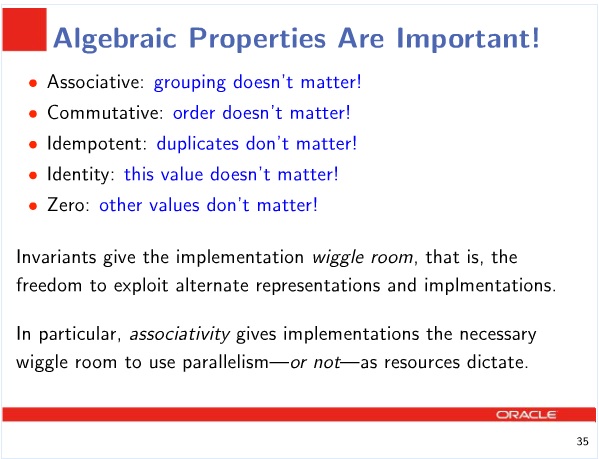 Algebraic Properties Are Important!
• Associative: grouping doesn't matter!
• Commutative: order doesn't matter!
• Idempotent: duplicates don't matter!
• Identity: this value doesn't matter!
• Zero: other values don't matter!
Invariants give the implementation wiggle room, that is, the
freedom to exploit alternate representations and implmentations.
In particular, associativity gives implementations the necessary
wiggle room to use parallelism—or not—as resources dictate.
ORACLE
35